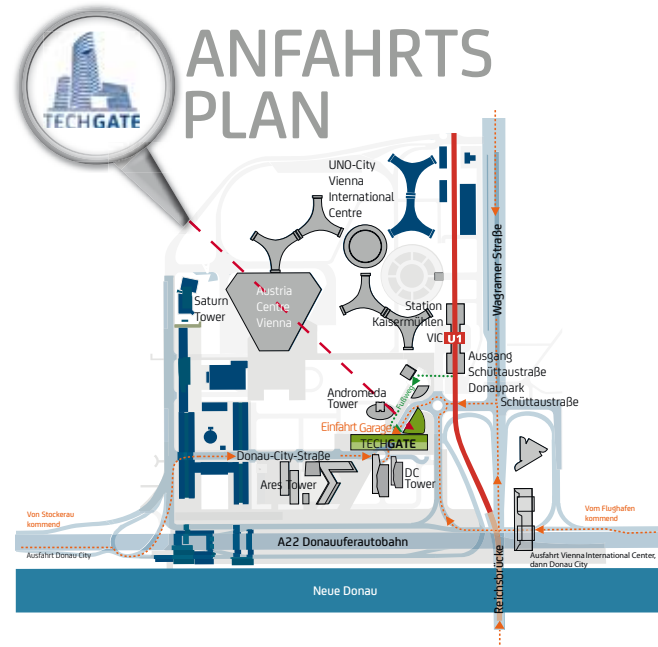 ANFAHRTS
PLAN
TECHGATE
UNO-City
Vienna
International
Centre
Wagramer Straße
Austria
Centre
Vienna
Saturn
Tower
Station
Kaisermühlen
VIC
U1
Ausgang
Schüttaustraße
Donaupark
Schüttaustraße
Andromeda
Tower
Fußweg
Einfahrt Garage
TECHGATE
Donau-City-Straße
Ares Tower
DC
Tower
Von Stockerau
kommend
Vom Flughafen
kommend
A22 Donauuferautobahn
Ausfahrt Donau City
Ausfahrt Vienna International Center,
dann Donau City
Reichsbrücke
Neue Donau